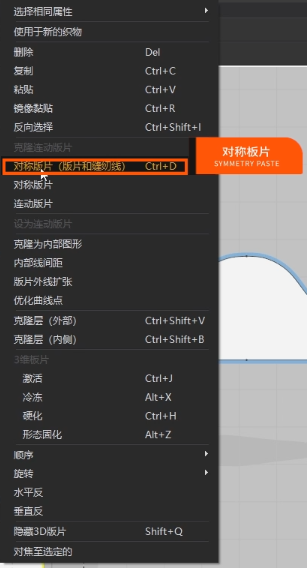 选择相同属性
使用于新的织物
删除 Del
复制 Ctrl+C
粘贴 Ctrl+V
镜像黏贴 Ctrl+R
反向选择 Ctrl+Shift+I
克隆连动版片
对称版片（版片和缝纫线） Ctrl+D
对称板片
SYMMETRY PASTE
对称版片
连动版片
设为连动版片
克隆为内部图形
内部线间距
版片外线扩张
优化曲线点
克隆层（外部） Ctrl+Shift+V
克隆层（内侧） Ctrl+Shift+B
3维板片
激活 Ctrl+J
冷冻 Alt+X
硬化 Ctrl+H
形态固化 Alt+Z
顺序
旋转
水平反
垂直反
隐藏3D版片 Shift+Q
对焦至选定的